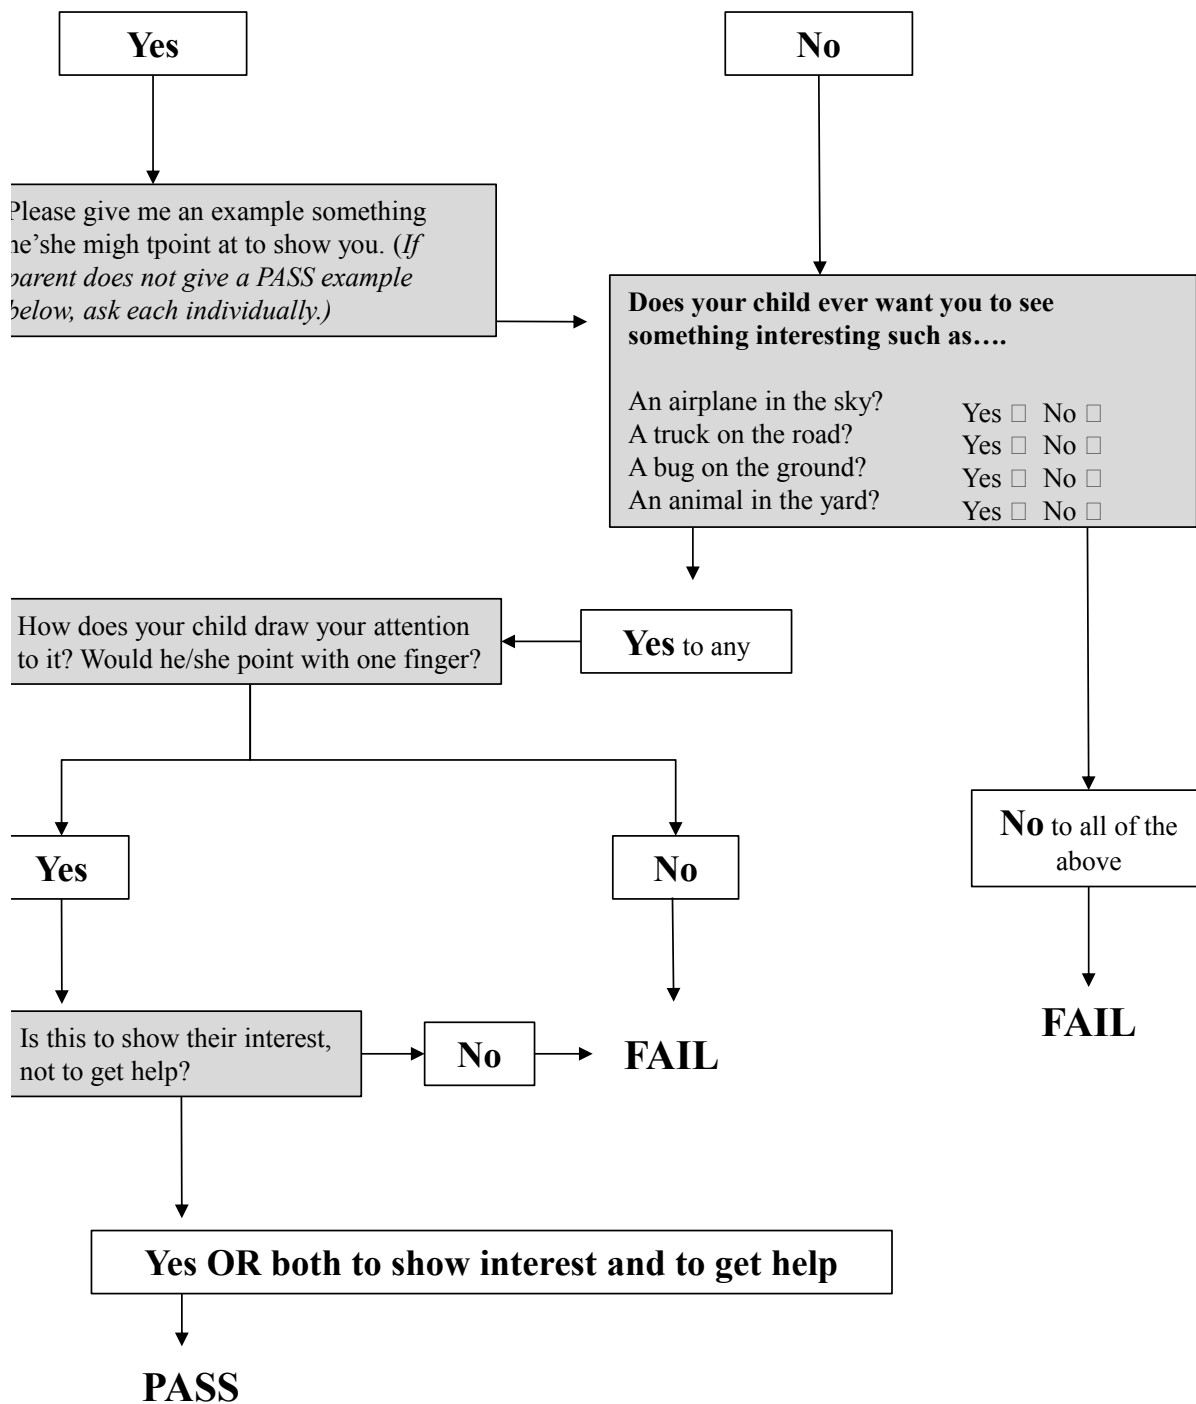 Yes
No
Please give me an example something
he'she migh tpoint at to show you. (If
parent does not give a PASS example
below, ask each individually.)
Does your child ever want you to see
something interesting such as….
An airplane in the sky? Yes □ No □
A truck on the road? Yes □ No □
A bug on the ground? Yes □ No □
An animal in the yard? Yes □ No □
How does your child draw your attention
to it? Would he/she point with one finger?
Yes to any
No to all of the
above
Yes
No
Is this to show their interest,
not to get help?
No
FAIL
FAIL
Yes OR both to show interest and to get help
PASS